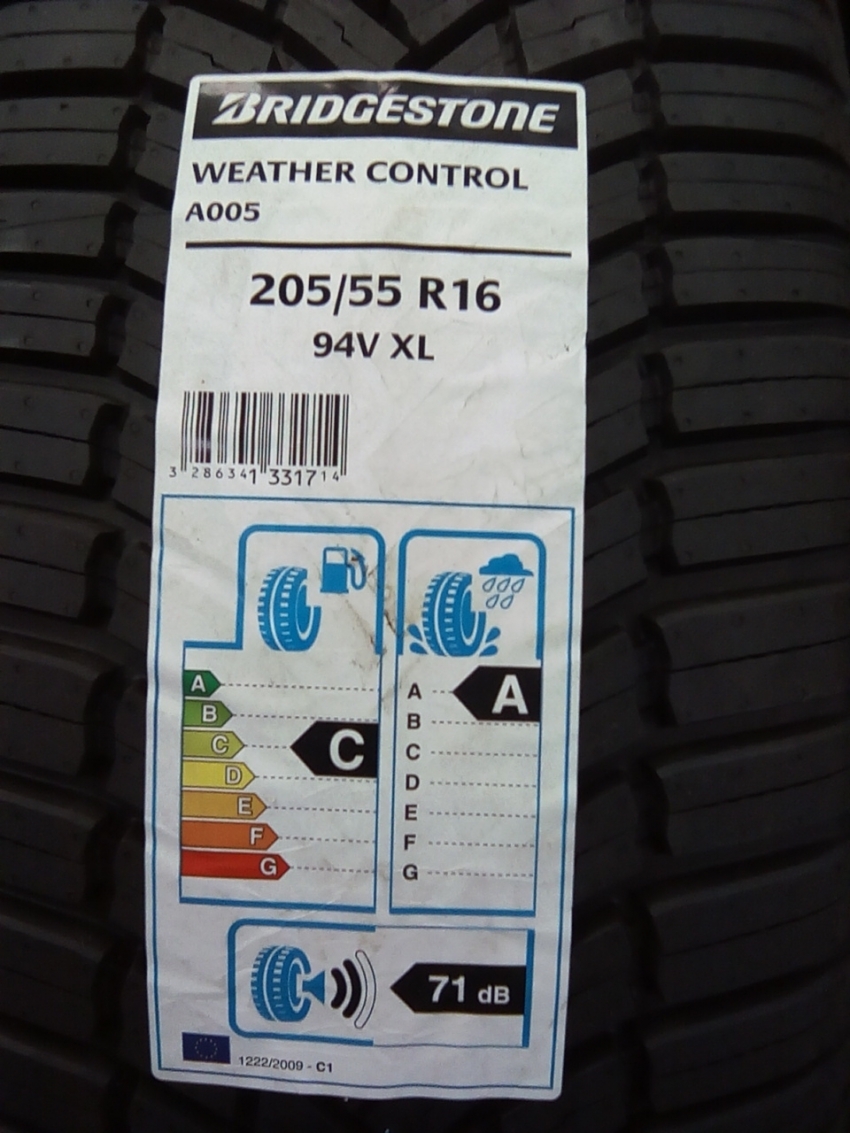 BRIDGESTONE
WEATHER CONTROL
A005
205/55 R16
94V XL
3 286341 331714
A
B
C
D
E
F
G
C
A
B
C
D
E
F
G
A
71 dB
1222/2009 - C1